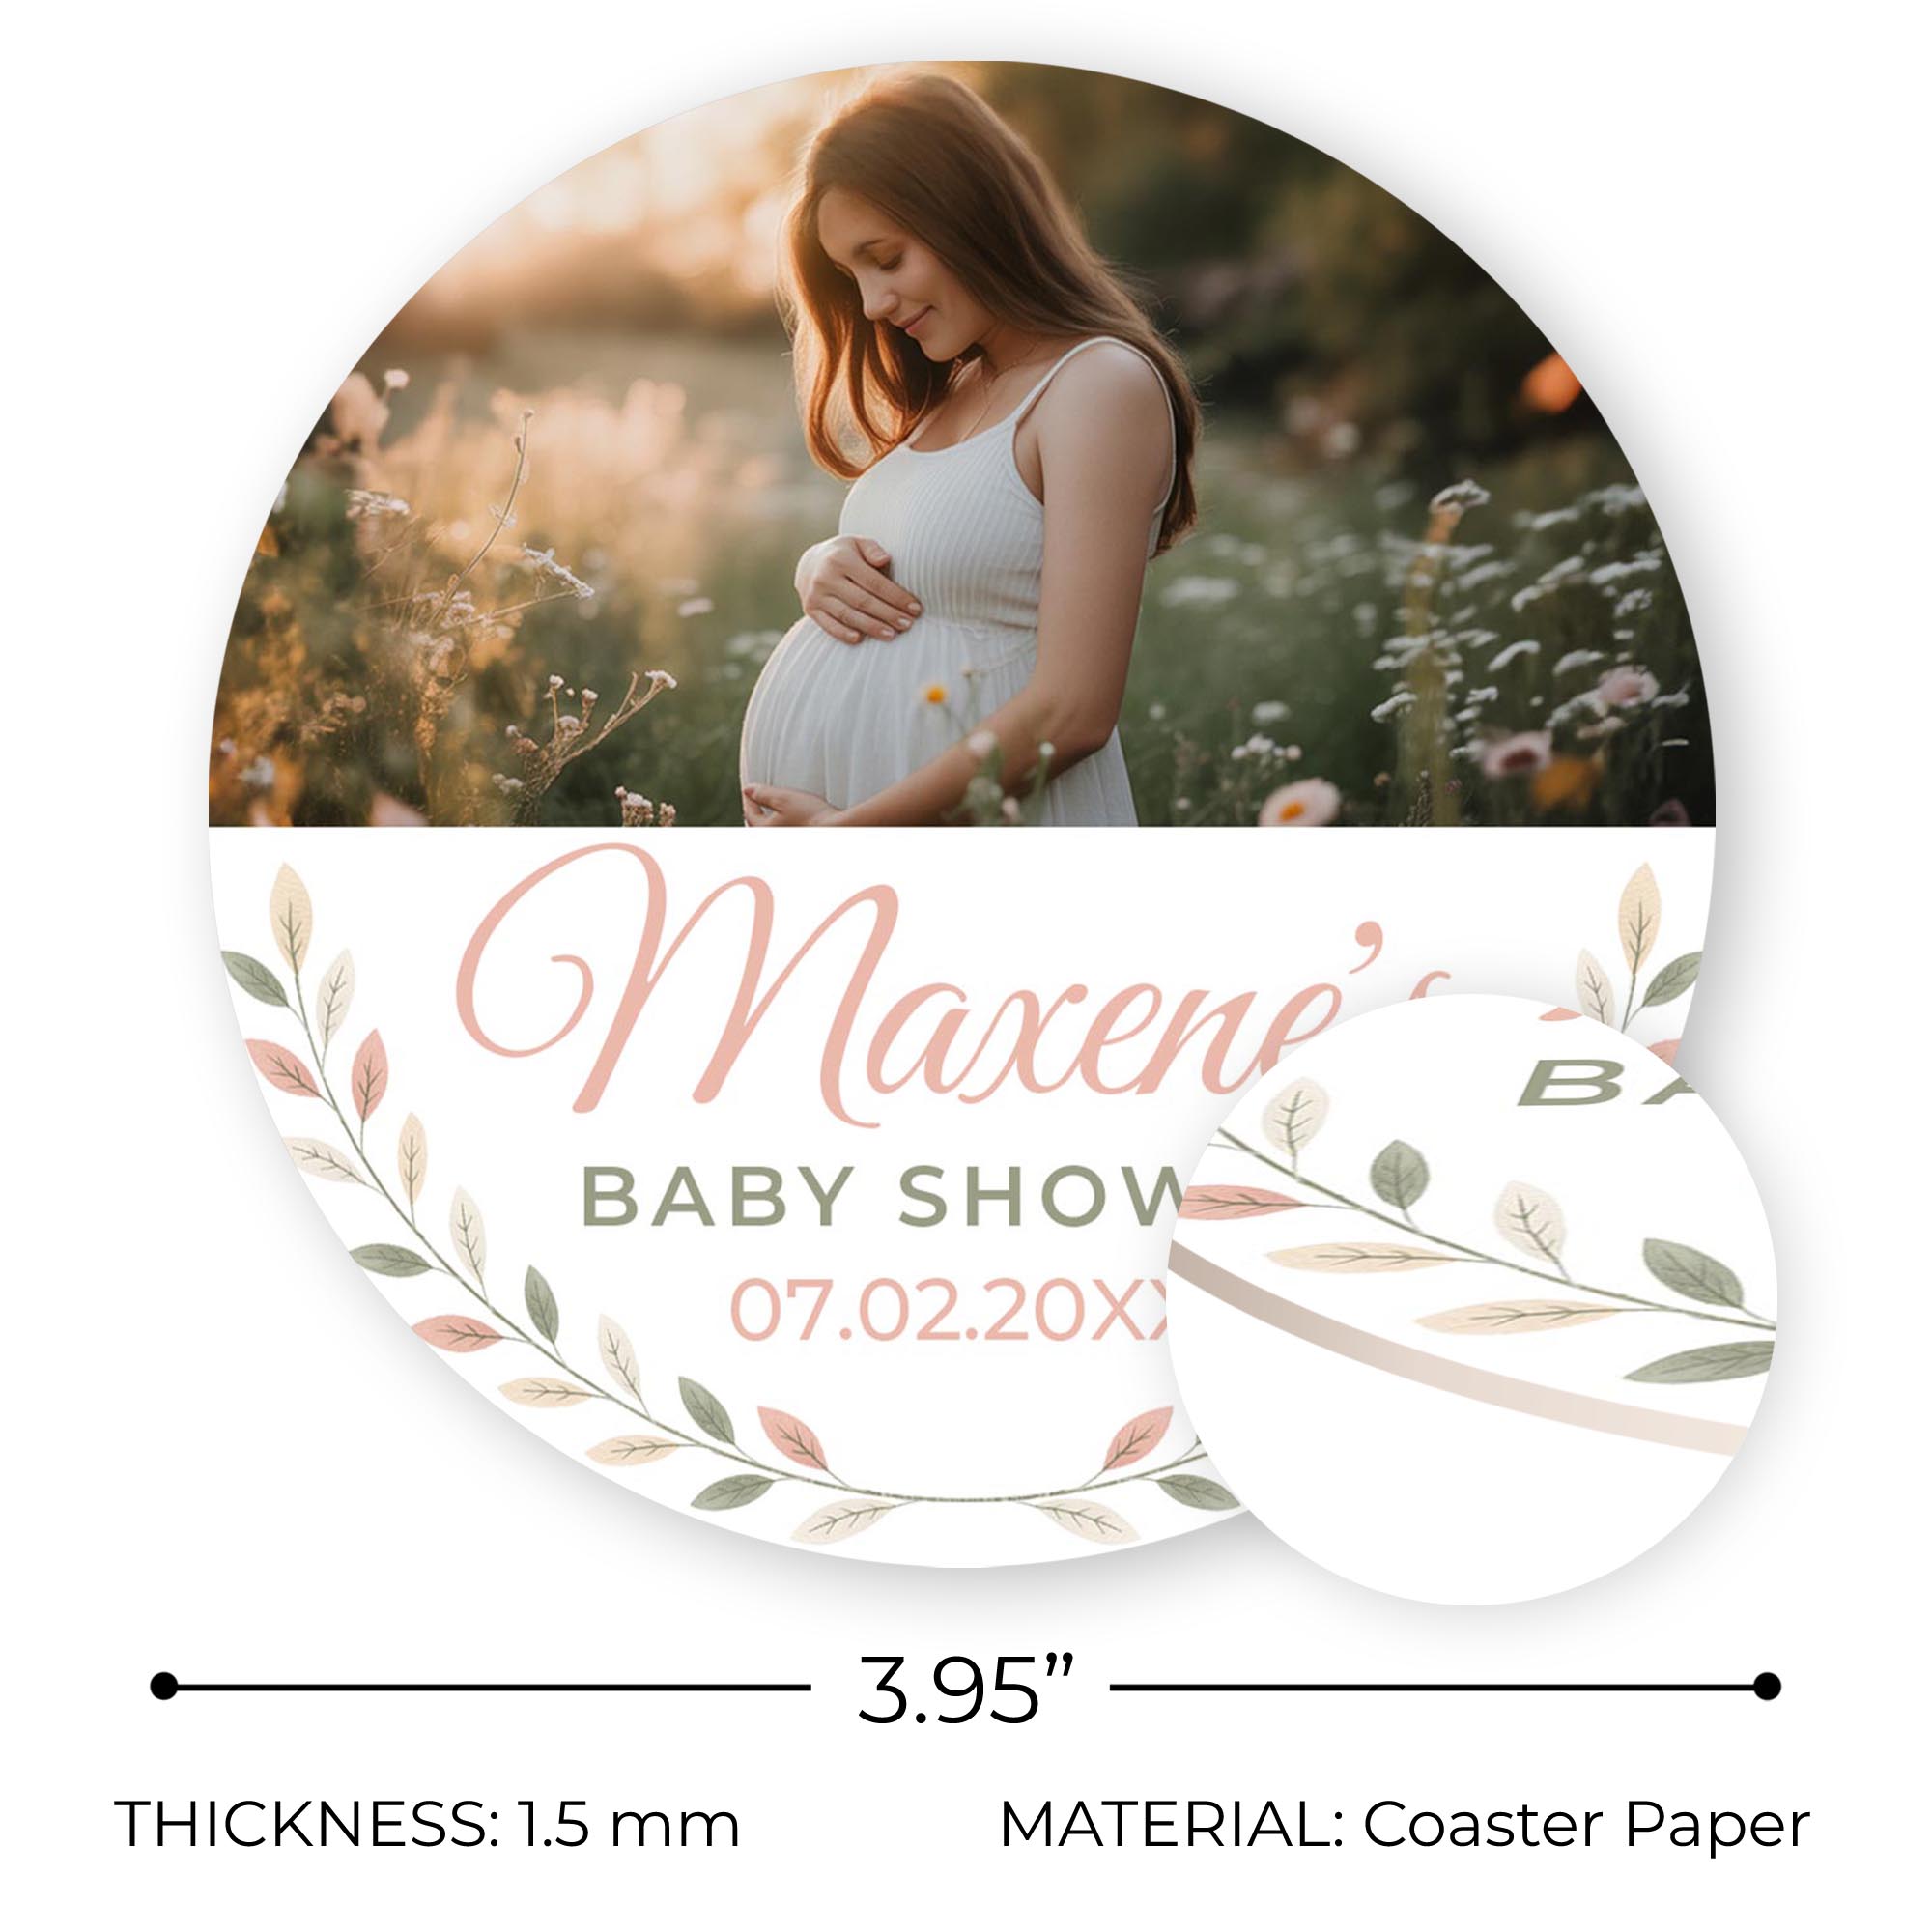 Maxene's
BABY SHOW
07.02.20XX
BA
3.95”
THICKNESS: 1.5 mm
MATERIAL: Coaster Paper